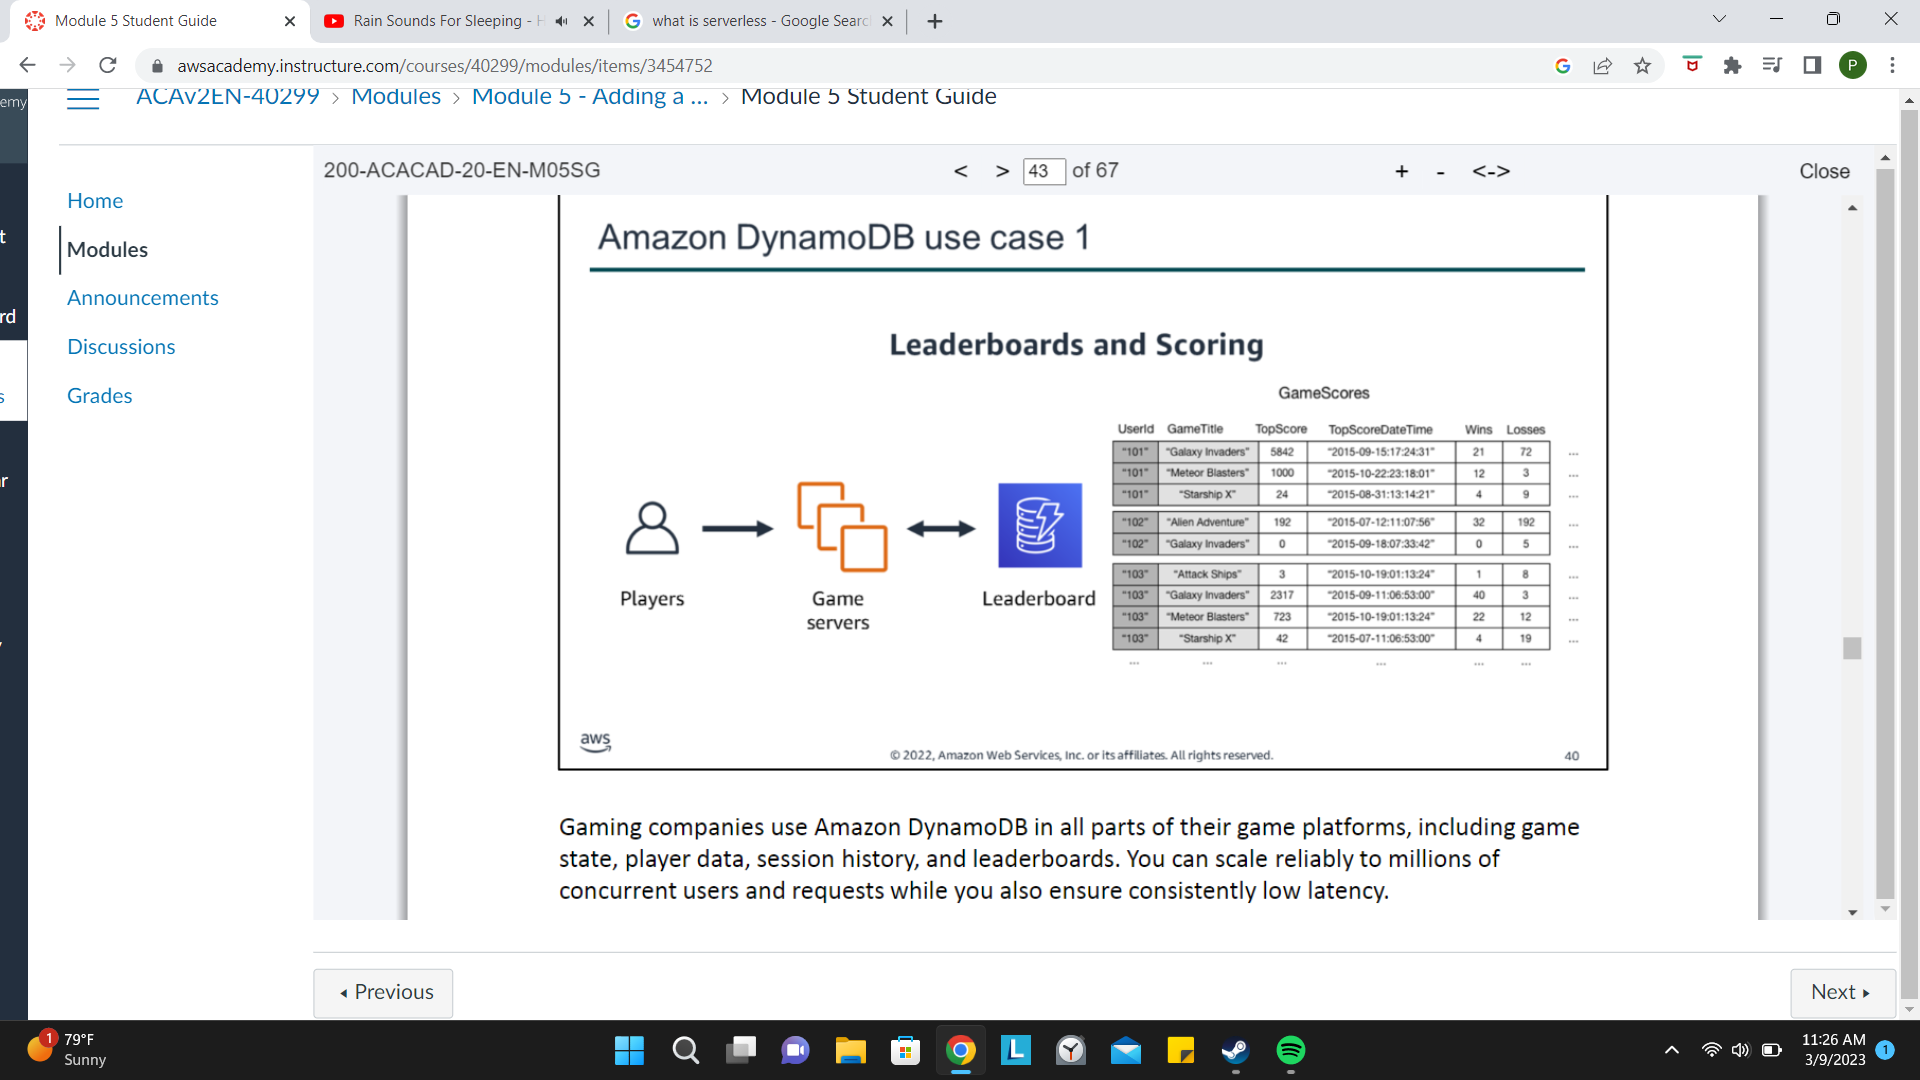 Module 5 Student Guide
Rain Sounds For Sleeping - H
what is serverless - Google Searc
awsacademy.instructure.com/courses/40299/modules/items/3454752
P
emy
ACAv2EN-40299 > Modules > Module 5 - Adding a ... > Module 5 Student Guide
200-ACACAD-20-EN-M05SG
< > 43 of 67
+ - <->
Close
Home
Modules
Announcements
Discussions
Grades
t
rd
s
r
Amazon DynamoDB use case 1
Leaderboards and Scoring
GameScores
UserId GameTitle TopScore TopScoreDateTime Wins Losses
"101" "Galaxy Invaders" 5842 "2015-09-15:17:24:31" 21 72 ...
"101" "Meteor Blasters" 1000 "2015-10-22:23:18:01" 12 3 ...
"101" "Starship X" 24 "2015-08-31:13:14:21" 4 9 ...
"102" "Alien Adventure" 192 "2015-07-12:11:07:56" 32 192 ...
"102" "Galaxy Invaders" 0 "2015-09-18:07:33:42" 0 5 ...
"103" "Attack Ships" 3 "2015-10-19:01:13:24" 1 8 ...
"103" "Galaxy Invaders" 2317 "2015-09-11:06:53:00" 40 3 ...
"103" "Meteor Blasters" 723 "2015-10-19:01:13:24" 22 12 ...
"103" "Starship X" 42 "2015-07-11:06:53:00" 4 19 ...
... ... ... ... ... ...
Players
Game
servers
Leaderboard
aws
© 2022, Amazon Web Services, Inc. or its affiliates. All rights reserved.
40
Gaming companies use Amazon DynamoDB in all parts of their game platforms, including game
state, player data, session history, and leaderboards. You can scale reliably to millions of
concurrent users and requests while you also ensure consistently low latency.
Previous
Next
1
79°F
Sunny
L
11:26 AM
3/9/2023
1